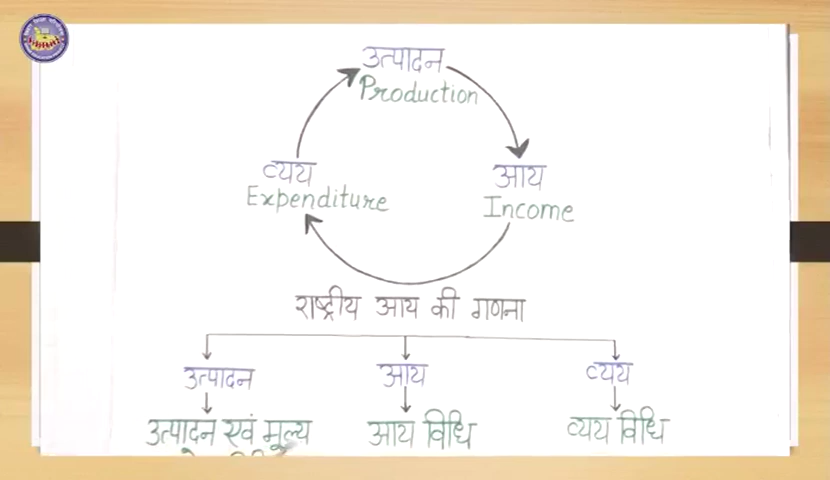 उत्पादन
Production
व्यय
Expenditure
आय
Income
राष्ट्रीय आय की गणना
उत्पादन आय व्यय
उत्पादन एवं मूल्य आय विधि व्यय विधि